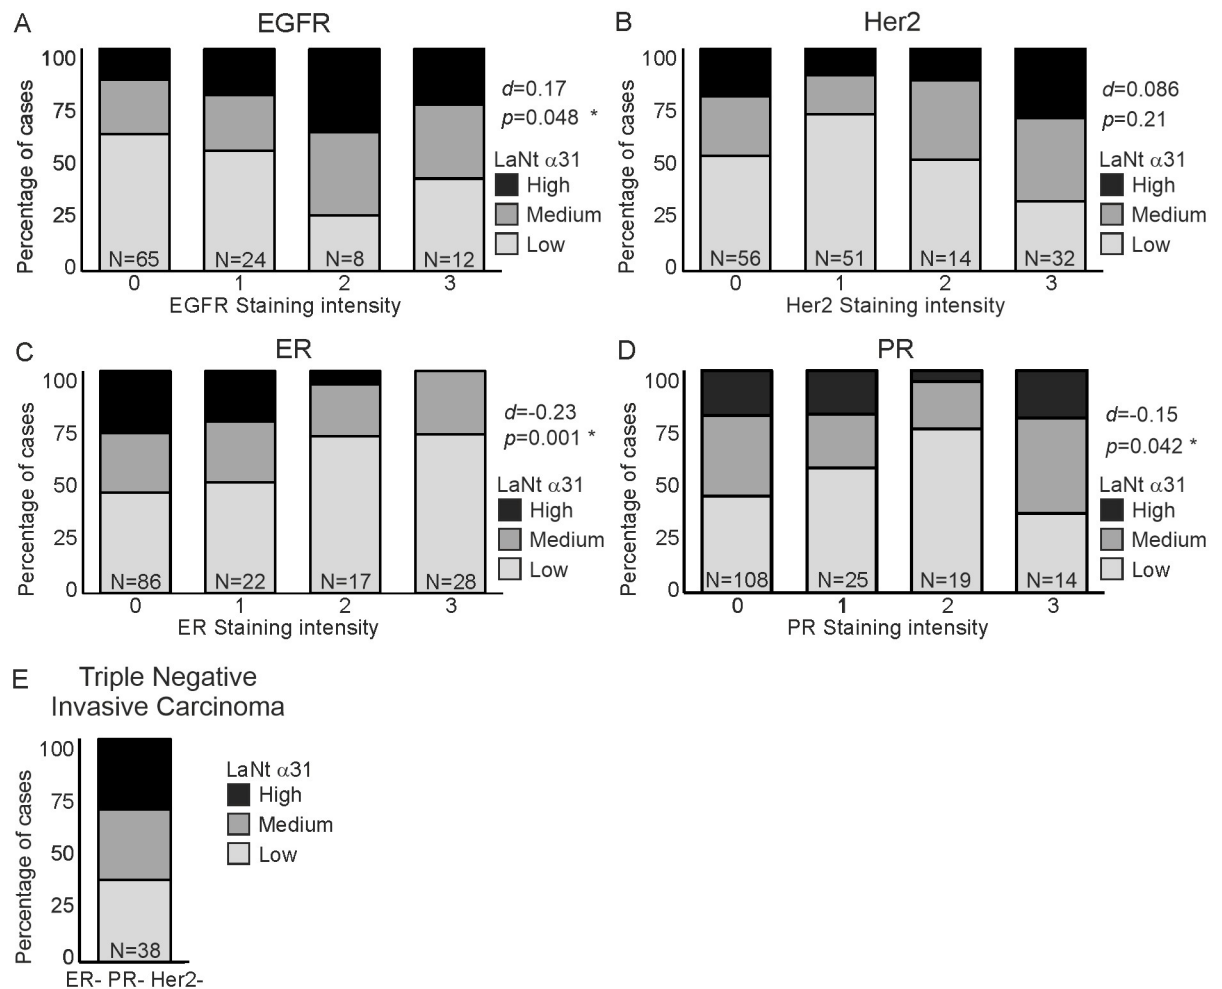 A
EGFR
Percentage of cases
100
75
50
25
0
N=65
N=24
N=8
N=12
0
1
2
3
EGFR Staining intensity
d=0.17
p=0.048 *
LaNt α31
High
Medium
Low
B
Her2
Percentage of cases
100
75
50
25
0
N=56
N=51
N=14
N=32
0
1
2
3
Her2 Staining intensity
d=0.086
p=0.21
LaNt α31
High
Medium
Low
C
ER
Percentage of cases
100
75
50
25
0
N=86
N=22
N=17
N=28
0
1
2
3
ER Staining intensity
d=-0.23
p=0.001 *
LaNt α31
High
Medium
Low
D
PR
Percentage of cases
100
75
50
25
0
N=108
N=25
N=19
N=14
0
1
2
3
PR Staining intensity
d=-0.15
p=0.042 *
LaNt α31
High
Medium
Low
E
Triple Negative
Invasive Carcinoma
Percentage of cases
100
75
50
25
0
N=38
ER- PR- Her2-
LaNt α31
High
Medium
Low